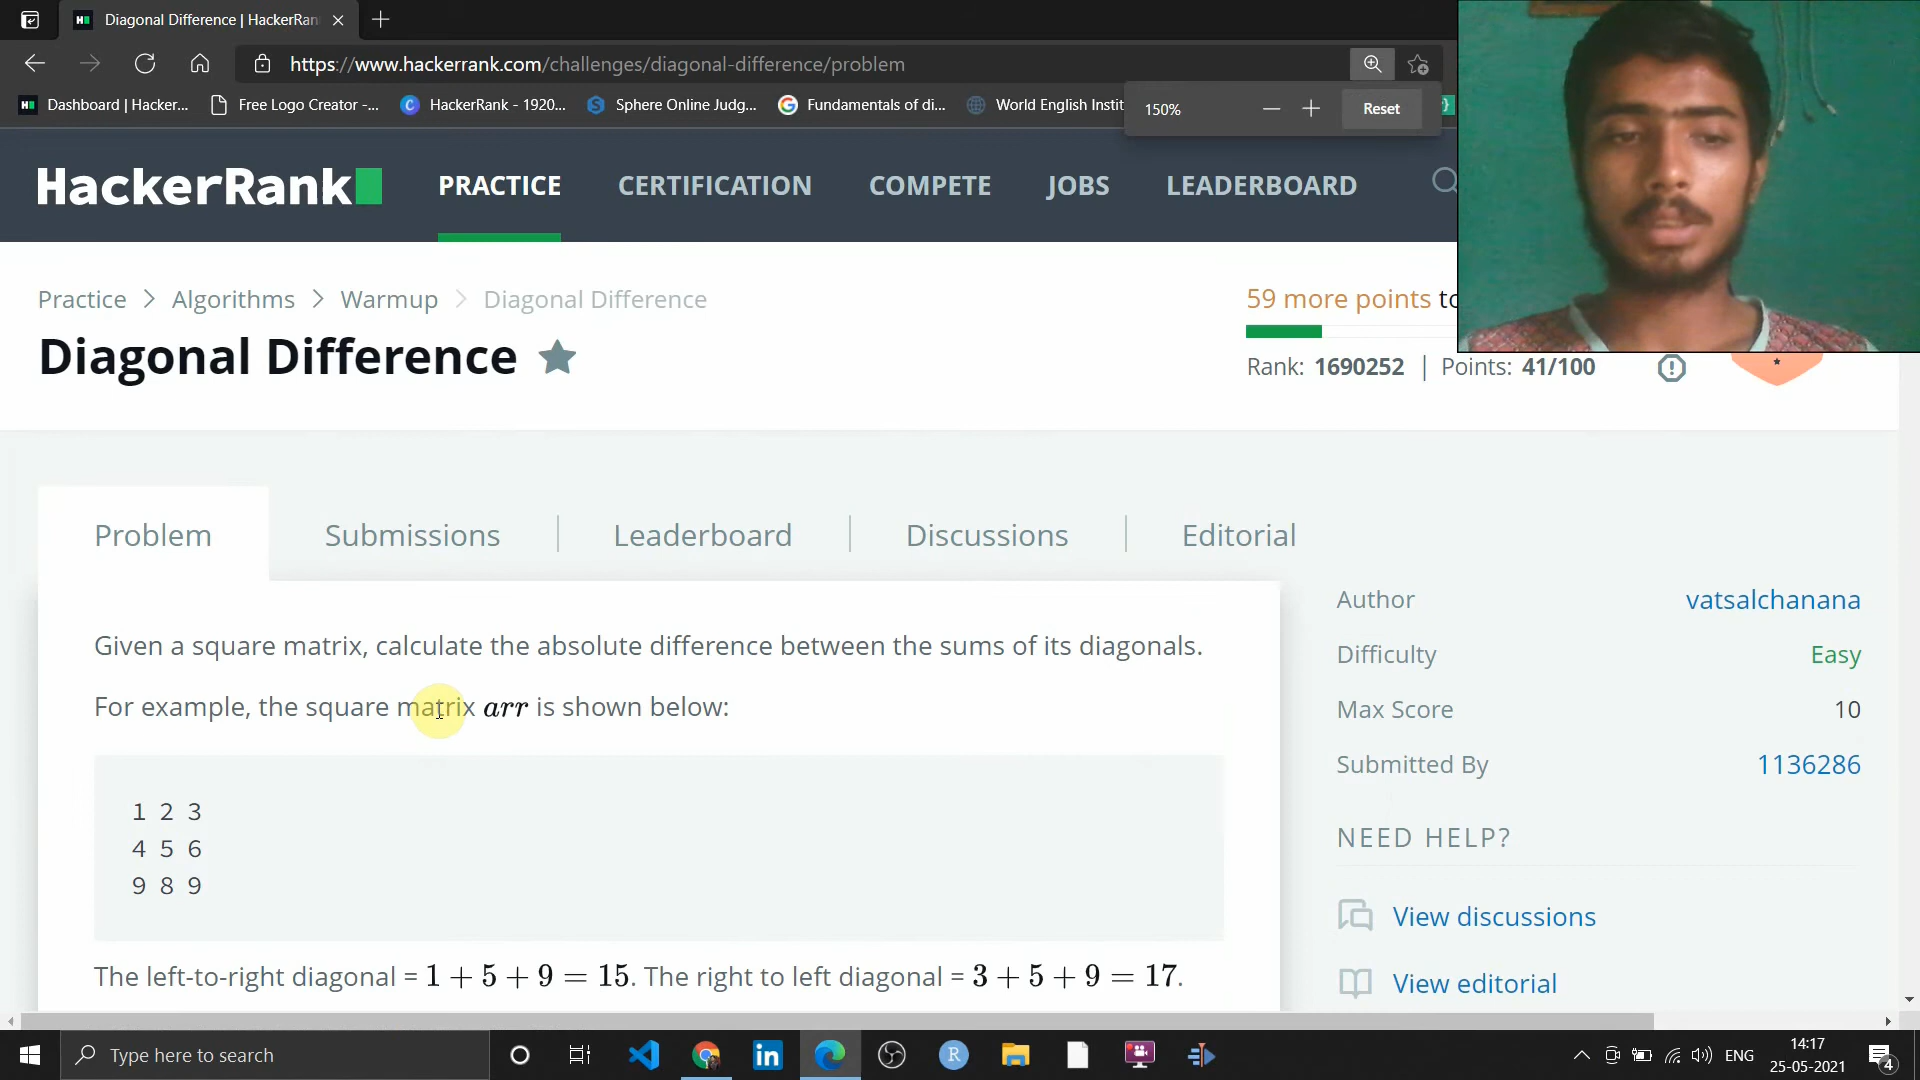 Diagonal Difference | HackerRan
https://www.hackerrank.com/challenges/diagonal-difference/problem
Dashboard | Hacker...
Free Logo Creator -...
HackerRank - 1920...
Sphere Online Judg...
Fundamentals of di...
World English Instit
150%
Reset
HackerRank
PRACTICE
CERTIFICATION
COMPETE
JOBS
LEADERBOARD
Practice > Algorithms > Warmup > Diagonal Difference
59 more points to
Diagonal Difference
Rank: 1690252 | Points: 41/100
Problem
Submissions
Leaderboard
Discussions
Editorial
Given a square matrix, calculate the absolute difference between the sums of its diagonals.
For example, the square matrix arr is shown below:
1 2 3
4 5 6
9 8 9
The left-to-right diagonal = 1 + 5 + 9 = 15. The right to left diagonal = 3 + 5 + 9 = 17.
Author vatsalchanana
Difficulty Easy
Max Score 10
Submitted By 1136286
NEED HELP?
View discussions
View editorial
Type here to search
ENG
14:17
25-05-2021
4